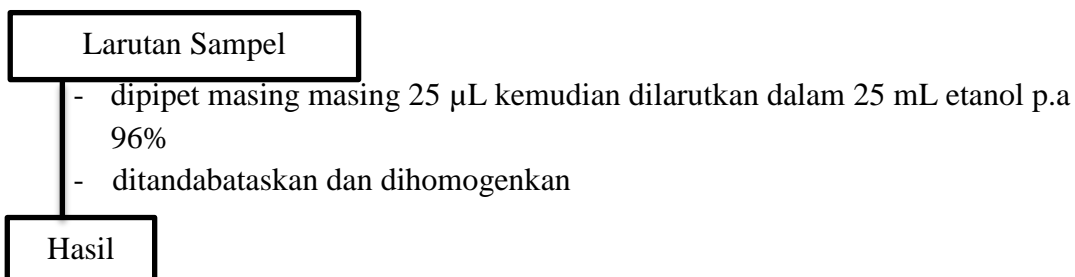 Larutan Sampel
- dipipet masing masing 25 µL kemudian dilarutkan dalam 25 mL etanol p.a
96%
- ditandabataskan dan dihomogenkan
Hasil